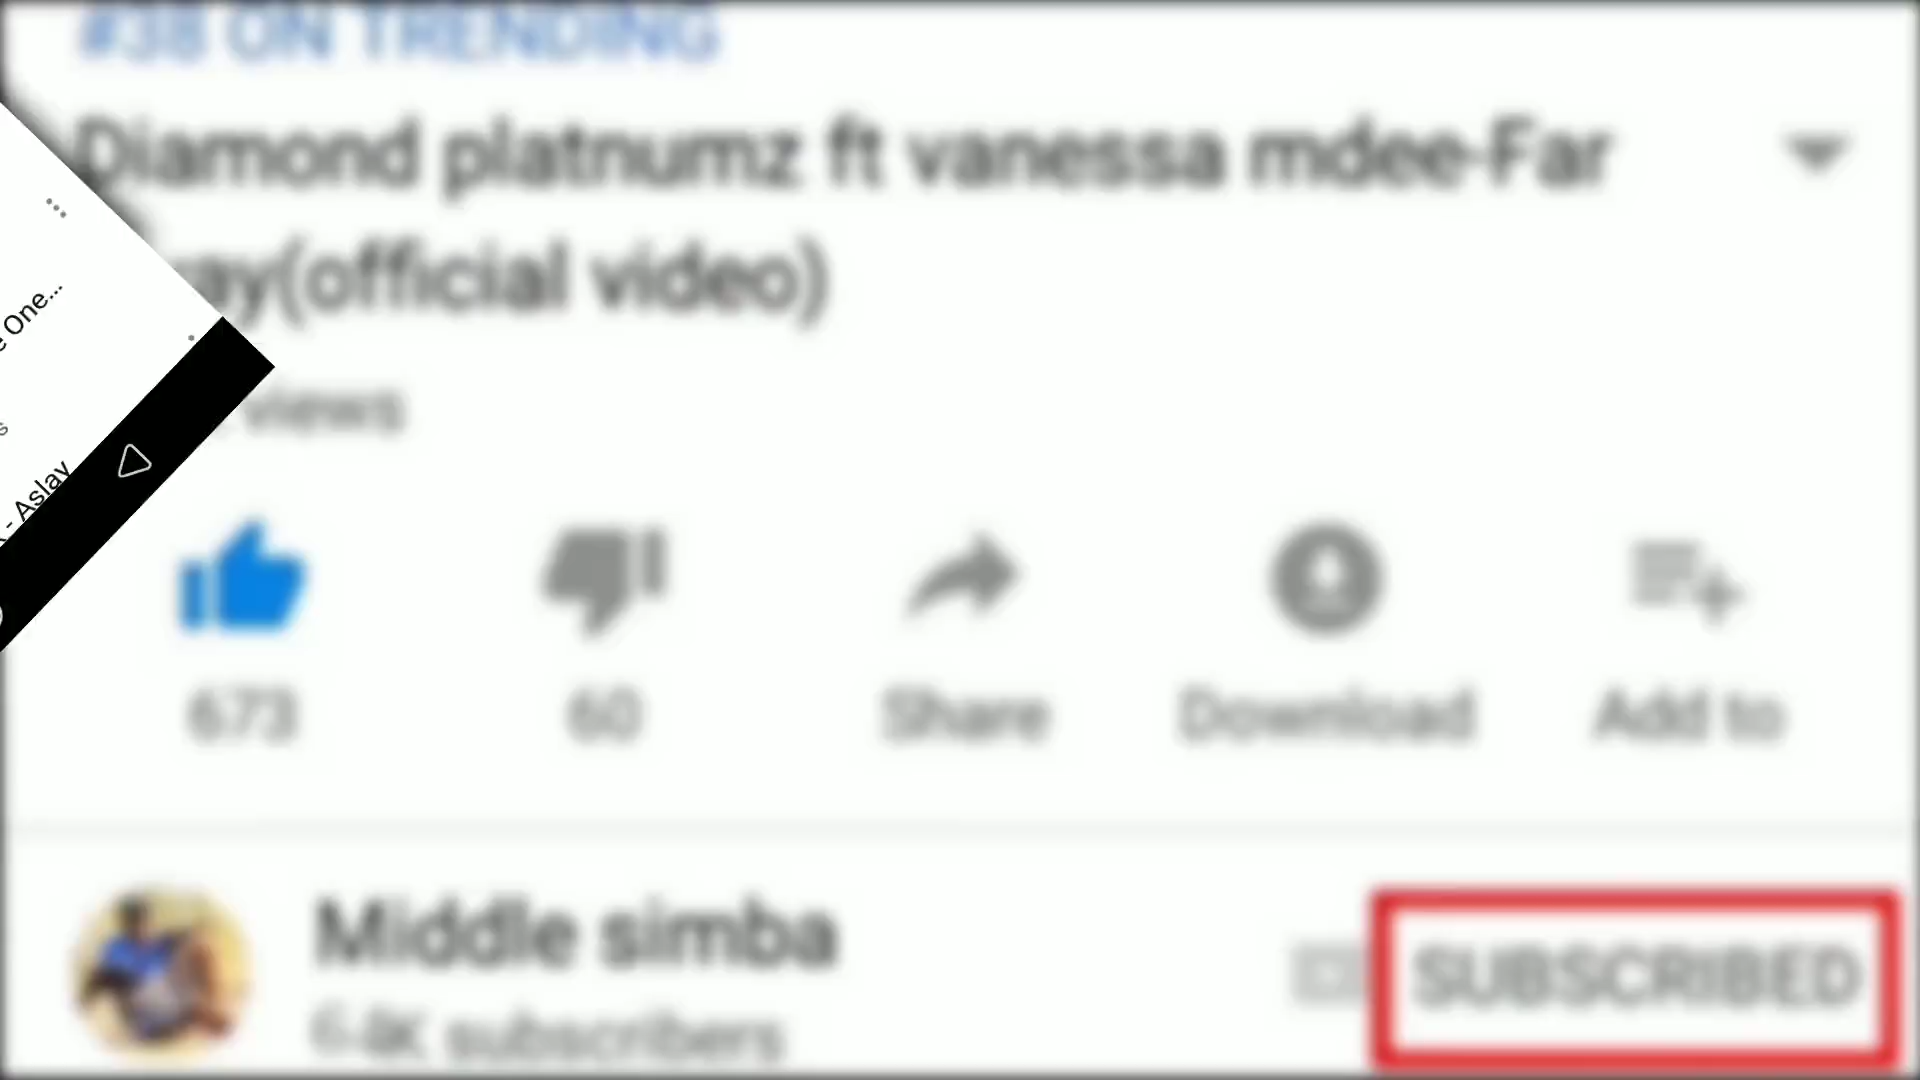 #38 ON TRENDING
Diamond platnumz ft vanessa mdee-Far
ay(official video)
views
One...
- Aslay
673
60
Share
Download
Add to
Middle simba
subscribers
SUBSCRIBED